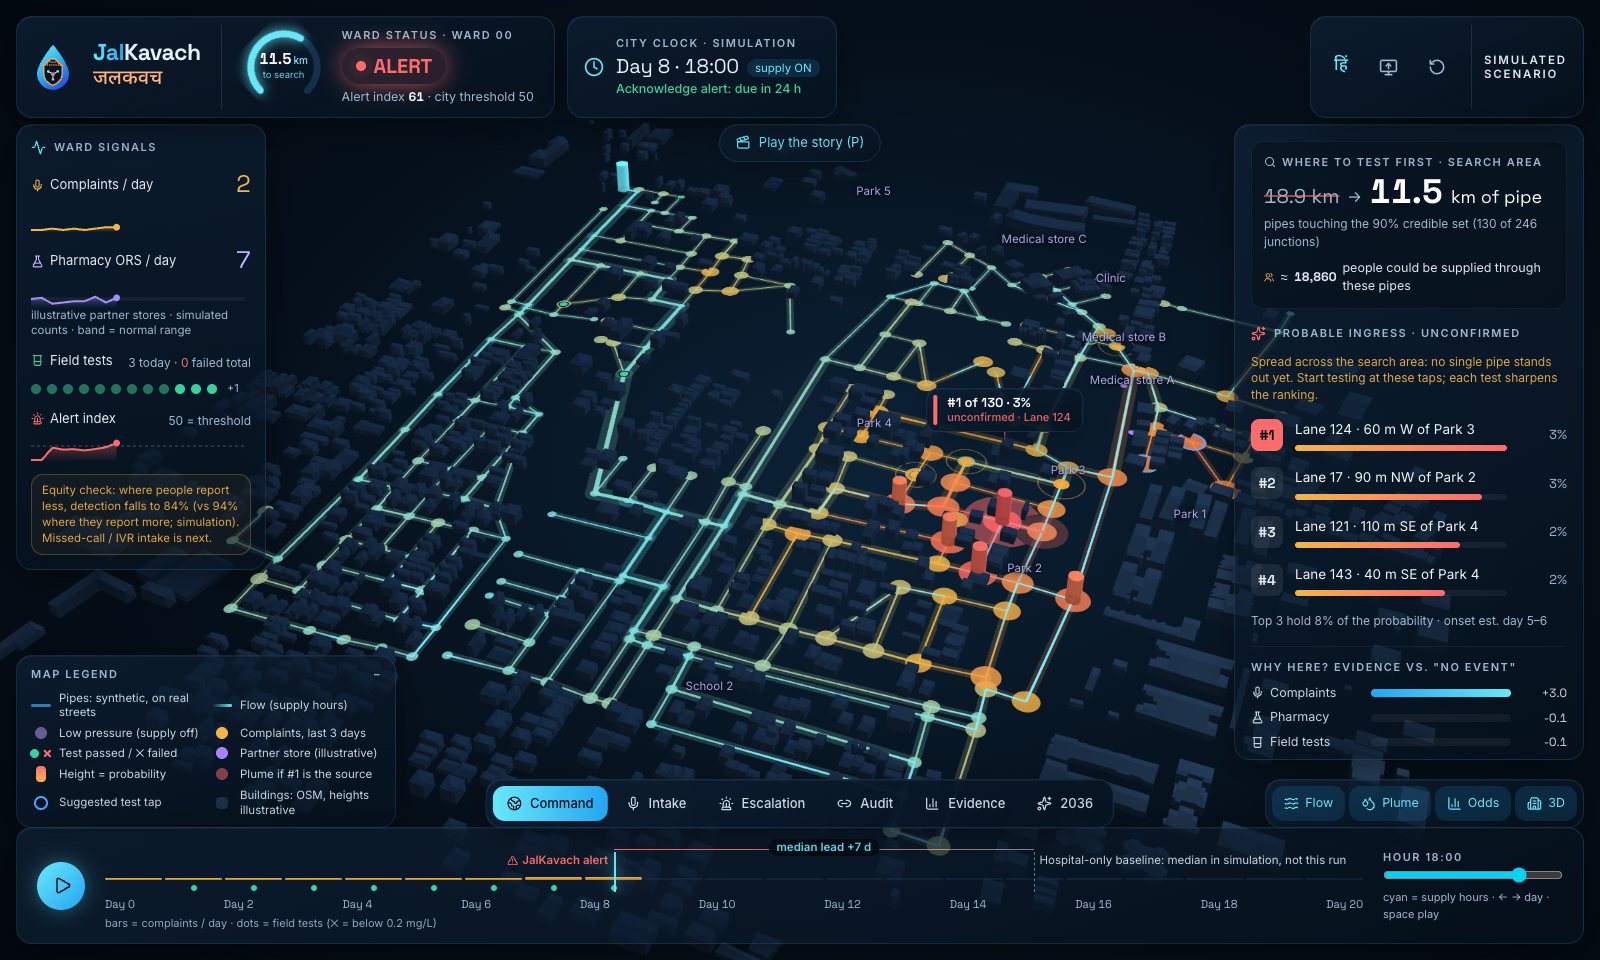 JalKavach
जलकवच
11.5 km
to search
WARD STATUS · WARD 00
ALERT
Alert index 61 · city threshold 50
CITY CLOCK · SIMULATION
Day 8 · 18:00 supply ON
Acknowledge alert: due in 24 h
हिं
SIMULATED
SCENARIO
Play the story (P)
WARD SIGNALS
Complaints / day 2
Pharmacy ORS / day 7
illustrative partner stores · simulated
counts · band = normal range
Field tests 3 today · 0 failed total
+1
Alert index 50 = threshold
Equity check: where people report
less, detection falls to 84% (vs 94%
where they report more; simulation).
Missed-call / IVR intake is next.
Park 5
Medical store C
Clinic
Medical store B
Medical store A
#1 of 130 · 3%
unconfirmed · Lane 124
Park 4
Park 3
Park 1
Park 2
School 2
WHERE TO TEST FIRST · SEARCH AREA
18.9 km → 11.5 km of pipe
pipes touching the 90% credible set (130 of 246
junctions)
≈ 18,860 people could be supplied through
these pipes
PROBABLE INGRESS · UNCONFIRMED
Spread across the search area: no single pipe stands
out yet. Start testing at these taps; each test sharpens
the ranking.
#1 Lane 124 · 60 m W of Park 3 3%
#2 Lane 17 · 90 m NW of Park 2 3%
#3 Lane 121 · 110 m SE of Park 4 2%
#4 Lane 143 · 40 m SE of Park 4 2%
Top 3 hold 8% of the probability · onset est. day 5–6
WHY HERE? EVIDENCE VS. "NO EVENT"
Complaints +3.0
Pharmacy -0.1
Field tests -0.1
MAP LEGEND –
Pipes: synthetic, on real
streets
Flow (supply hours)
Low pressure (supply off)
Complaints, last 3 days
Test passed / ✕ failed
Partner store (illustrative)
Height = probability
Plume if #1 is the source
Suggested test tap
Buildings: OSM, heights
illustrative
Command
Intake
Escalation
Audit
Evidence
2036
Flow
Plume
Odds
3D
JalKavach alert
median lead +7 d
Hospital-only baseline: median in simulation, not this run
Day 0 Day 2 Day 4 Day 6 Day 8 Day 10 Day 12 Day 14 Day 16 Day 18 Day 20
bars = complaints / day · dots = field tests (✕ = below 0.2 mg/L)
HOUR 18:00
cyan = supply hours · ← → day ·
space play